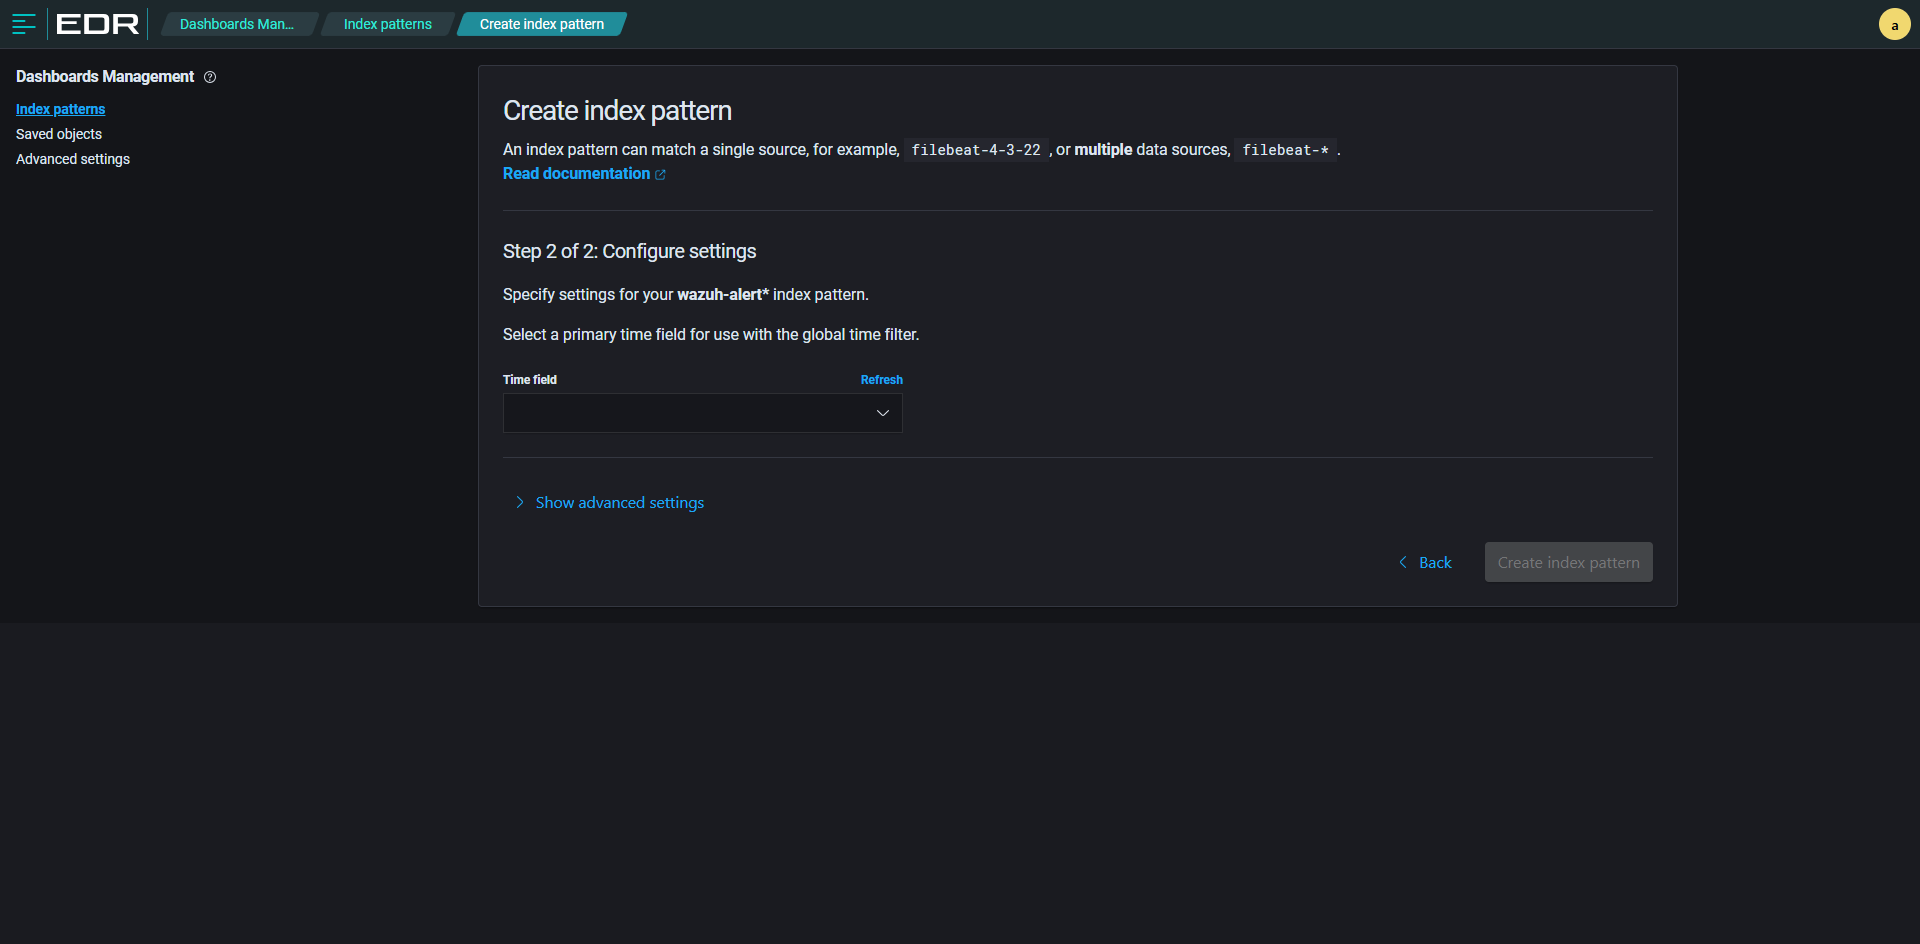 EDR
Dashboards Man...
Index patterns
Create index pattern
a
Dashboards Management
Index patterns
Saved objects
Advanced settings
Create index pattern
An index pattern can match a single source, for example, filebeat-4-3-22 , or multiple data sources, filebeat-* .
Read documentation
Step 2 of 2: Configure settings
Specify settings for your wazuh-alert* index pattern.
Select a primary time field for use with the global time filter.
Time field
Refresh
Show advanced settings
Back
Create index pattern